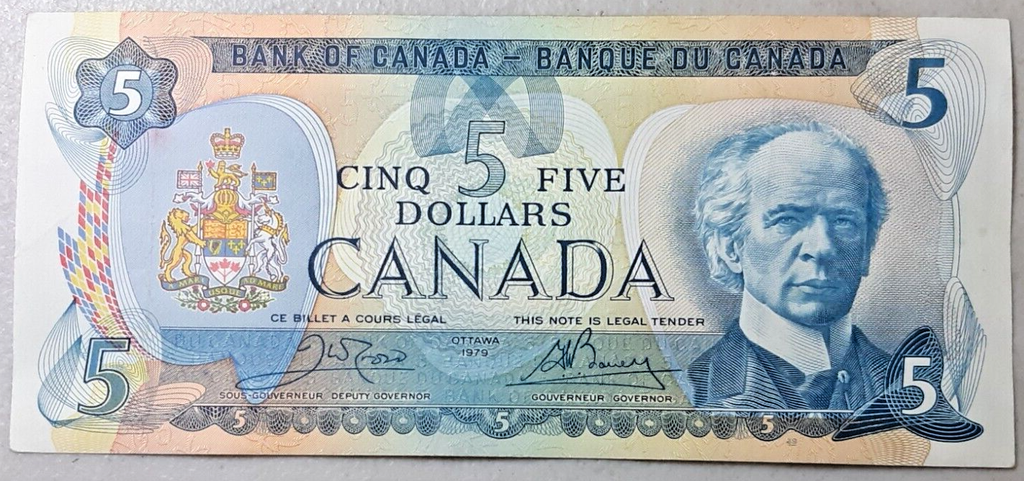 BANK OF CANADA – BANQUE DU CANADA
5
5
CINQ 5 FIVE
DOLLARS
CANADA
CE BILLET A COURS LÉGAL THIS NOTE IS LEGAL TENDER
OTTAWA
1979
SOUS-GOUVERNEUR DEPUTY GOVERNOR GOUVERNEUR GOVERNOR
5
5
5 5 5